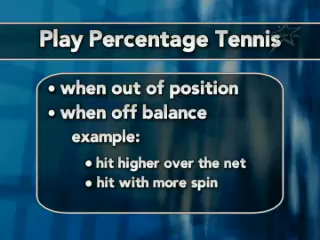 Play Percentage Tennis
• when out of position
• when off balance
example:
• hit higher over the net
• hit with more spin